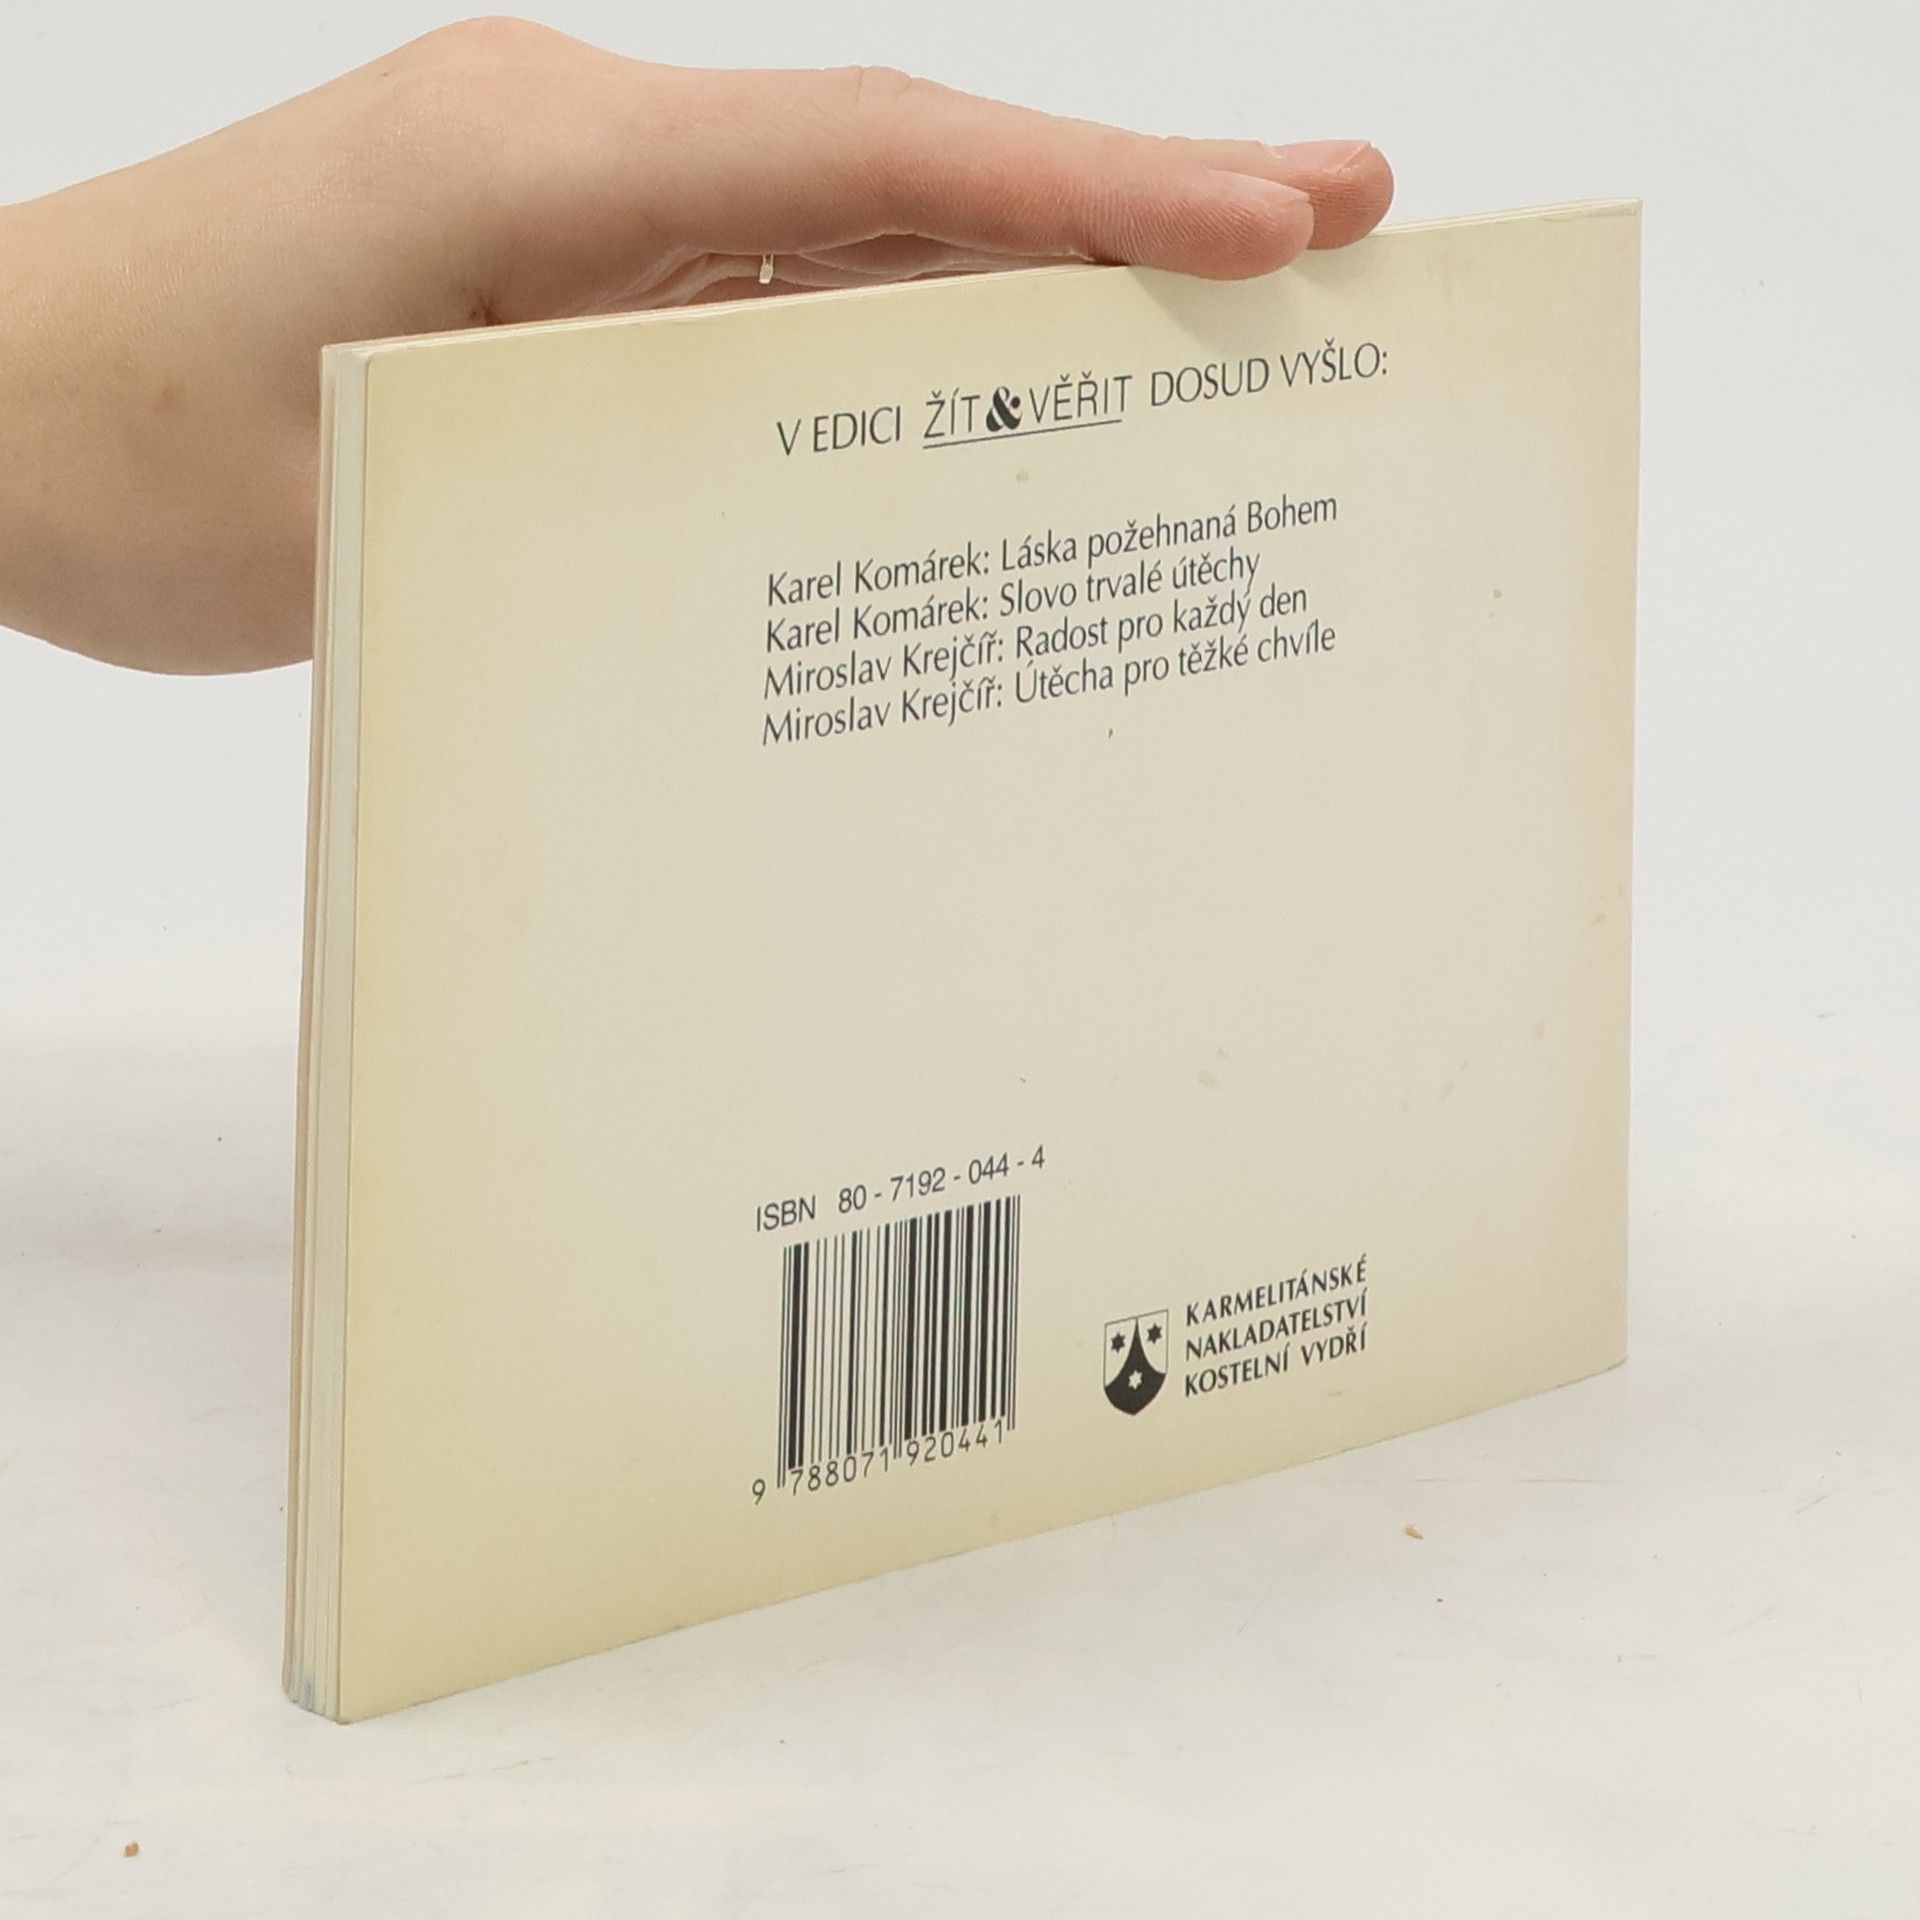 V EDICI ŽÍT&VĚŘIT DOSUD VYŠLO:
Karel Komárek: Láska požehnaná Bohem
Karel Komárek: Slovo trvalé útěchy
Miroslav Krejčíř: Radost pro každý den
Miroslav Krejčíř: Útěcha pro těžké chvíle
ISBN 80 - 7192 - 044 - 4
9 788071 920441
KARMELITÁNSKÉ
NAKLADATELSTVÍ
KOSTELNÍ VYDŘÍ